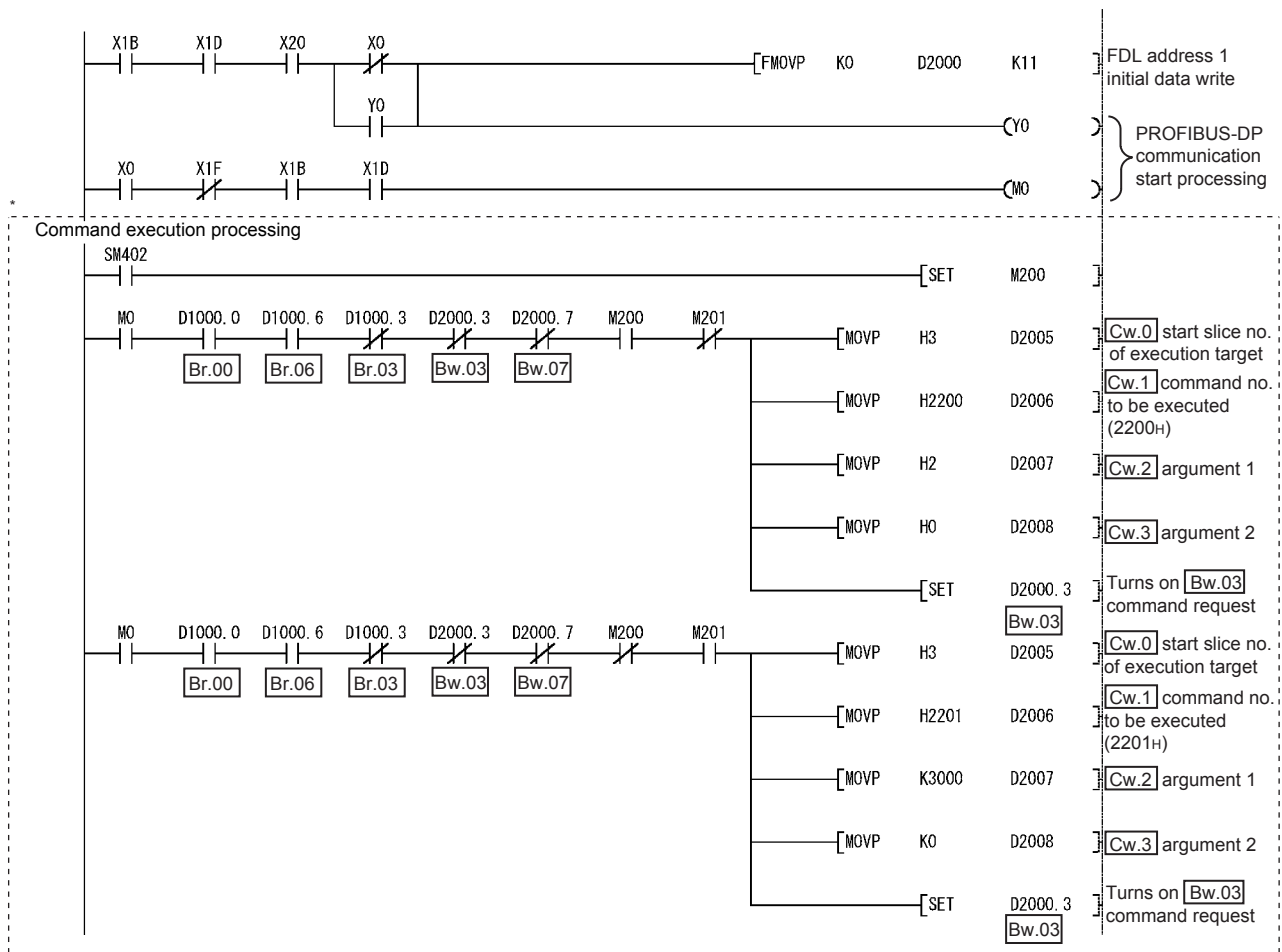 X1B X1D X20 X0
[FMOVP K0 D2000 K11 ]
FDL address 1
initial data write
Y0
(Y0 )
PROFIBUS-DP
communication
start processing
X0 X1F X1B X1D
(M0 )
*
Command execution processing
SM402
[SET M200 ]
M0 D1000.0 D1000.6 D1000.3 D2000.3 D2000.7 M200 M201
Br.00 Br.06 Br.03 Bw.03 Bw.07
[MOVP H3 D2005 ]
Cw.0 start slice no.
of execution target
[MOVP H2200 D2006 ]
Cw.1 command no.
to be executed
(2200H)
[MOVP H2 D2007 ]
Cw.2 argument 1
[MOVP H0 D2008 ]
Cw.3 argument 2
[SET D2000.3 ]
Bw.03
Turns on Bw.03
command request
M0 D1000.0 D1000.6 D1000.3 D2000.3 D2000.7 M200 M201
Br.00 Br.06 Br.03 Bw.03 Bw.07
[MOVP H3 D2005 ]
Cw.0 start slice no.
of execution target
[MOVP H2201 D2006 ]
Cw.1 command no.
to be executed
(2201H)
[MOVP K3000 D2007 ]
Cw.2 argument 1
[MOVP K0 D2008 ]
Cw.3 argument 2
[SET D2000.3 ]
Bw.03
Turns on Bw.03
command request